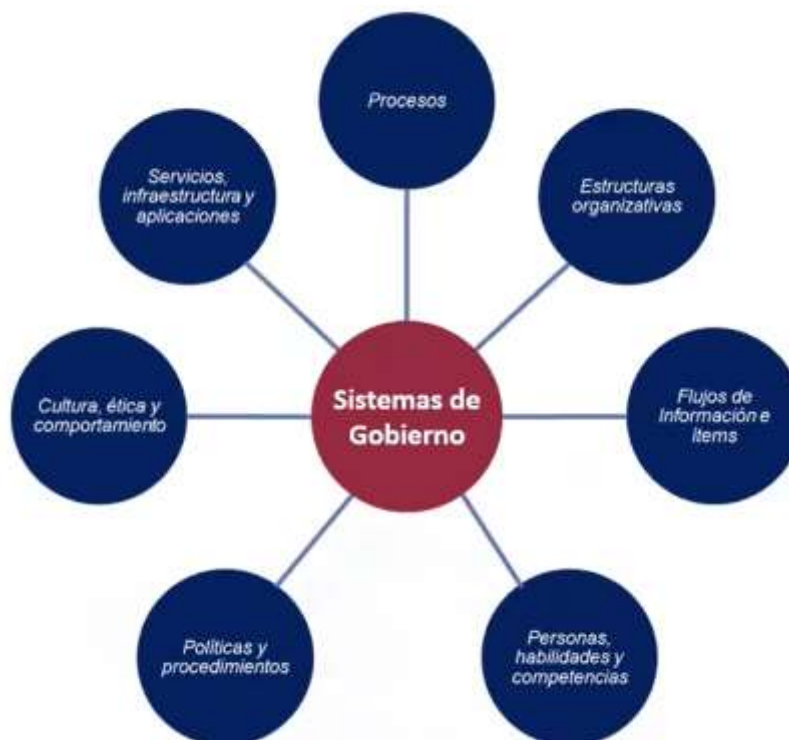 Procesos
Servicios,
infraestructura y
aplicaciones
Estructuras
organizativas
Cultura, ética y
comportamiento
Sistemas de
Gobierno
Flujos de
Información e
ítems
Políticas y
procedimientos
Personas,
habilidades y
competencias